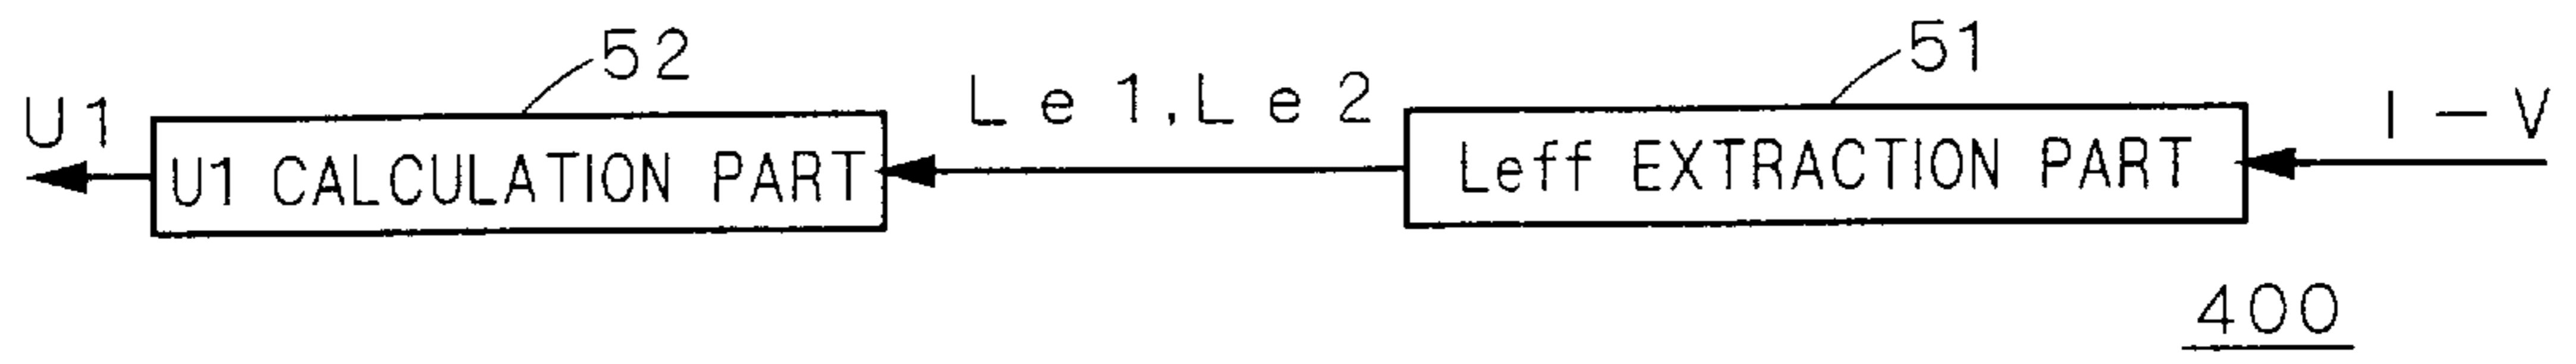 52
51
U1
Le1,Le2
I-V
U1 CALCULATION PART
Leff EXTRACTION PART
400